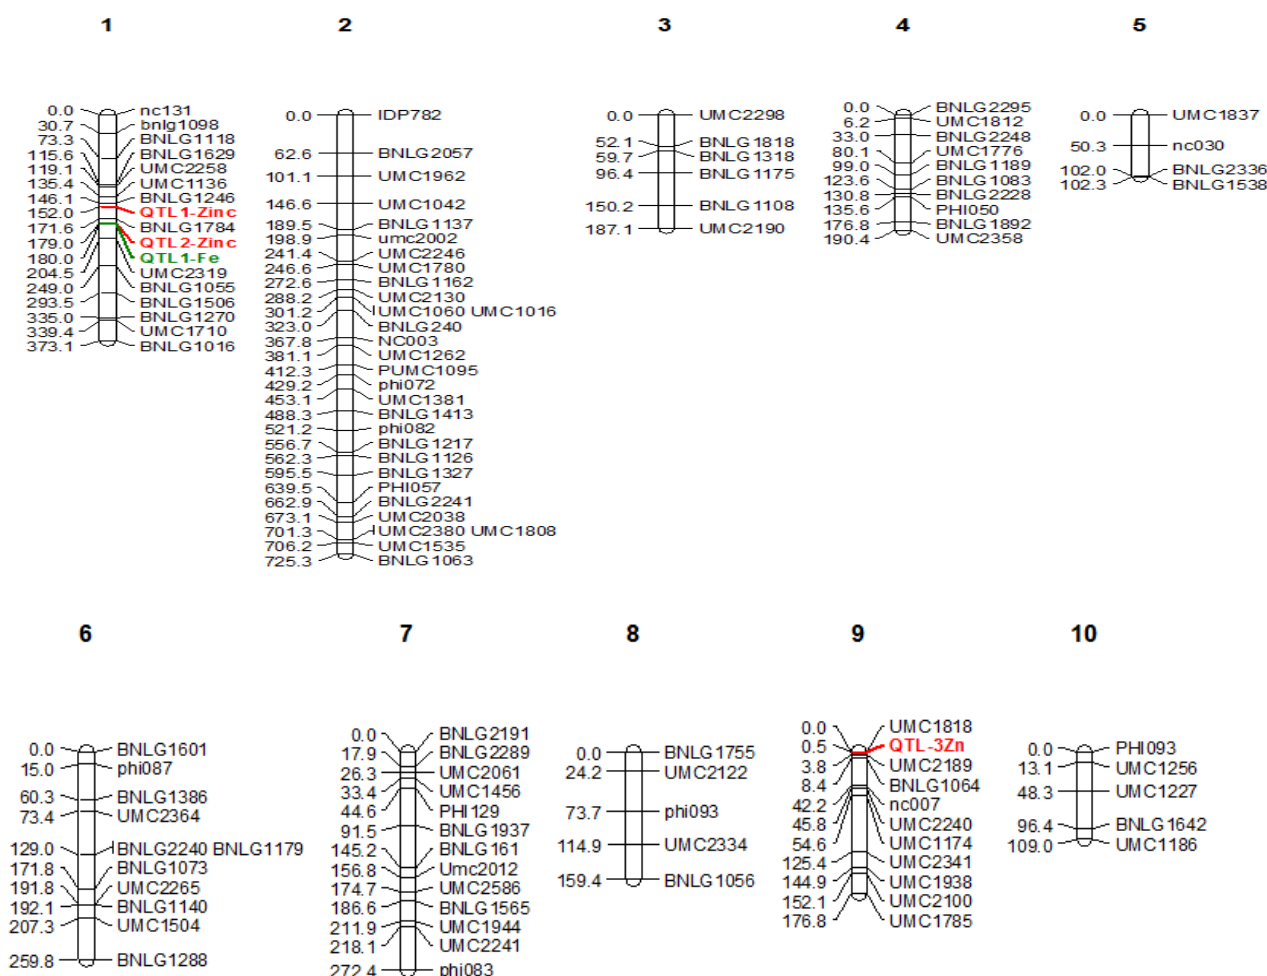 1 2 3 4 5
0.0 nc131
30.7 bnlg1098
73.3 BNLG1118
115.6 BNLG1629
119.1 UMC2258
135.4 UMC1136
146.1 BNLG1246
152.0 QTL1-Zinc
171.6 BNLG1784
179.0 QTL2-Zinc
180.0 QTL1-Fe
204.5 UMC2319
249.0 BNLG1055
293.5 BNLG1506
335.0 BNLG1270
339.4 UMC1710
373.1 BNLG1016
0.0 IDP782
62.6 BNLG2057
101.1 UMC1962
146.6 UMC1042
189.5 BNLG1137
198.9 umc2002
241.4 UMC2246
246.6 UMC1780
272.6 BNLG1162
288.2 UMC2130
301.2 UMC1060 UMC1016
323.0 BNLG240
367.8 NC003
381.1 UMC1262
412.3 PUMC1095
429.2 phi072
453.1 UMC1381
488.3 BNLG1413
521.2 phi082
556.7 BNLG1217
562.3 BNLG1126
595.5 BNLG1327
639.5 PHI057
662.9 BNLG2241
673.1 UMC2038
701.3 UMC2380 UMC1808
706.2 UMC1535
725.3 BNLG1063
0.0 UMC2298
52.1 BNLG1818
59.7 BNLG1318
96.4 BNLG1175
150.2 BNLG1108
187.1 UMC2190
0.0 BNLG2295
6.2 UMC1812
33.0 BNLG2248
80.1 UMC1776
99.0 BNLG1189
123.6 BNLG1083
130.8 BNLG2228
135.6 PHI050
176.8 BNLG1892
190.4 UMC2358
0.0 UMC1837
50.3 nc030
102.0 BNLG2336
102.3 BNLG1538
6 7 8 9 10
0.0 BNLG1601
15.0 phi087
60.3 BNLG1386
73.4 UMC2364
129.0 BNLG2240 BNLG1179
171.8 BNLG1073
191.8 UMC2265
192.1 BNLG1140
207.3 UMC1504
259.8 BNLG1288
0.0 BNLG2191
17.9 BNLG2289
26.3 UMC2061
33.4 UMC1456
44.6 PHI129
91.5 BNLG1937
145.2 BNLG161
156.8 Umc2012
174.7 UMC2586
186.6 BNLG1565
211.9 UMC1944
218.1 UMC2241
272.4 phi083
0.0 BNLG1755
24.2 UMC2122
73.7 phi093
114.9 UMC2334
159.4 BNLG1056
0.0 UMC1818
0.5 QTL-3Zn
3.8 UMC2189
8.4 BNLG1064
42.2 nc007
45.8 UMC2240
54.6 UMC1174
125.4 UMC2341
144.9 UMC1938
152.1 UMC2100
176.8 UMC1785
0.0 PHI093
13.1 UMC1256
48.3 UMC1227
96.4 BNLG1642
109.0 UMC1186